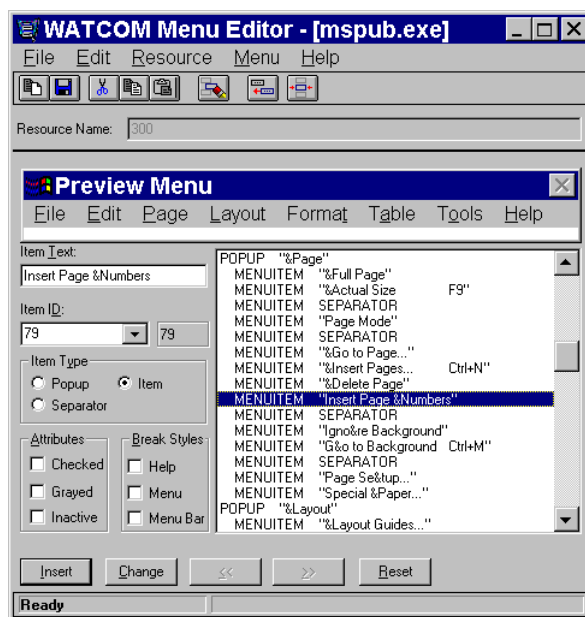 WATCOM Menu Editor - [mspub.exe]
File Edit Resource Menu Help
Resource Name: 300
Preview Menu
File Edit Page Layout Format Table Tools Help
Item Text:
Insert Page &Numbers
Item ID:
79 79
Item Type
Popup Item
Separator
Attributes
Checked
Grayed
Inactive
Break Styles
Help
Menu
Menu Bar
POPUP "&Page"
MENUITEM "&Full Page"
MENUITEM "&Actual Size F9"
MENUITEM SEPARATOR
MENUITEM "Page Mode"
MENUITEM SEPARATOR
MENUITEM "&Go to Page..."
MENUITEM "&Insert Pages... Ctrl+N"
MENUITEM "&Delete Page"
MENUITEM "Insert Page &Numbers"
MENUITEM SEPARATOR
MENUITEM "Igno&re Background"
MENUITEM "G&o to Background Ctrl+M"
MENUITEM SEPARATOR
MENUITEM "Page Se&tup..."
MENUITEM "Special &Paper..."
POPUP "&Layout"
MENUITEM "&Layout Guides..."
Insert Change << >> Reset
Ready